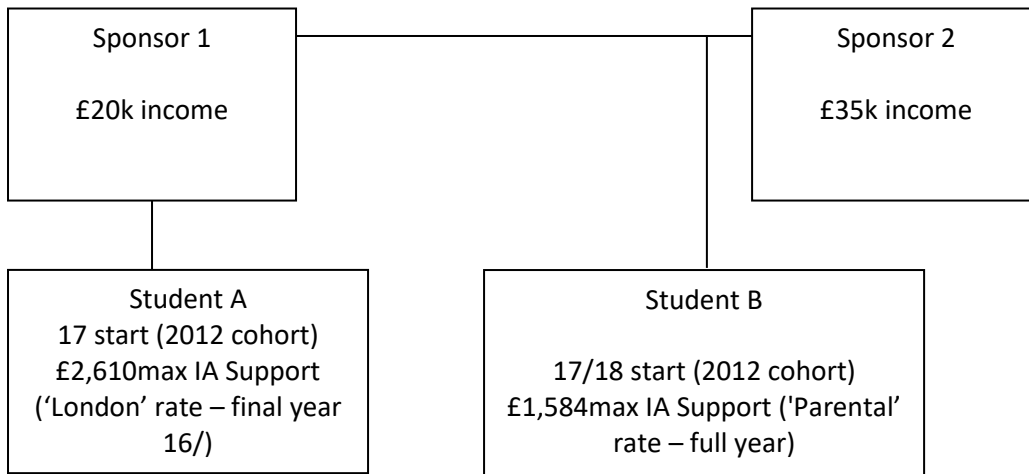 Sponsor 1
£20k income
Sponsor 2
£35k income
Student A
17 start (2012 cohort)
£2,610max IA Support
(‘London’ rate – final year
16/)
Student B
17/18 start (2012 cohort)
£1,584max IA Support ('Parental’
rate – full year)